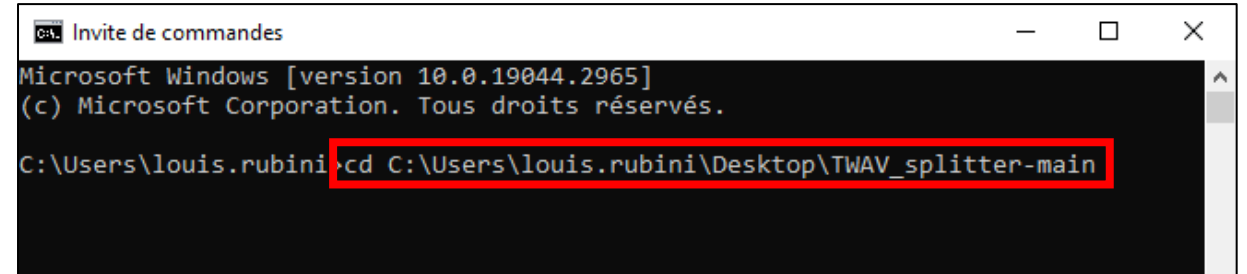 Invite de commandes
Microsoft Windows [version 10.0.19044.2965]
(c) Microsoft Corporation. Tous droits réservés.
C:\Users\louis.rubini>cd C:\Users\louis.rubini\Desktop\TWAV_splitter-main